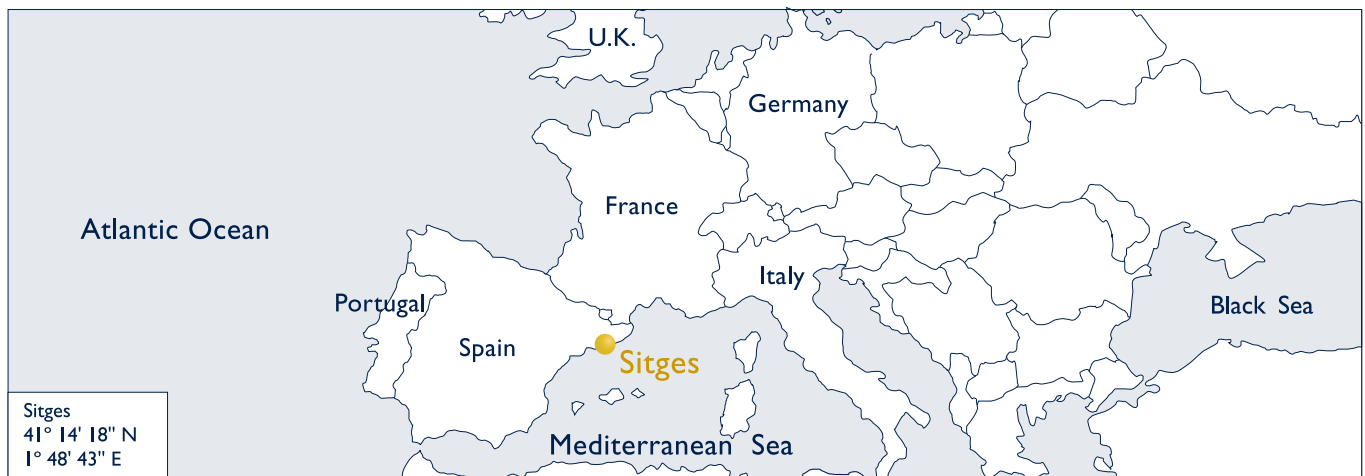 U.K.
Germany
France
Atlantic Ocean
Italy
Portugal
Black Sea
Spain
Sitges
Sitges
41° 14' 18" N
1° 48' 43" E
Mediterranean Sea